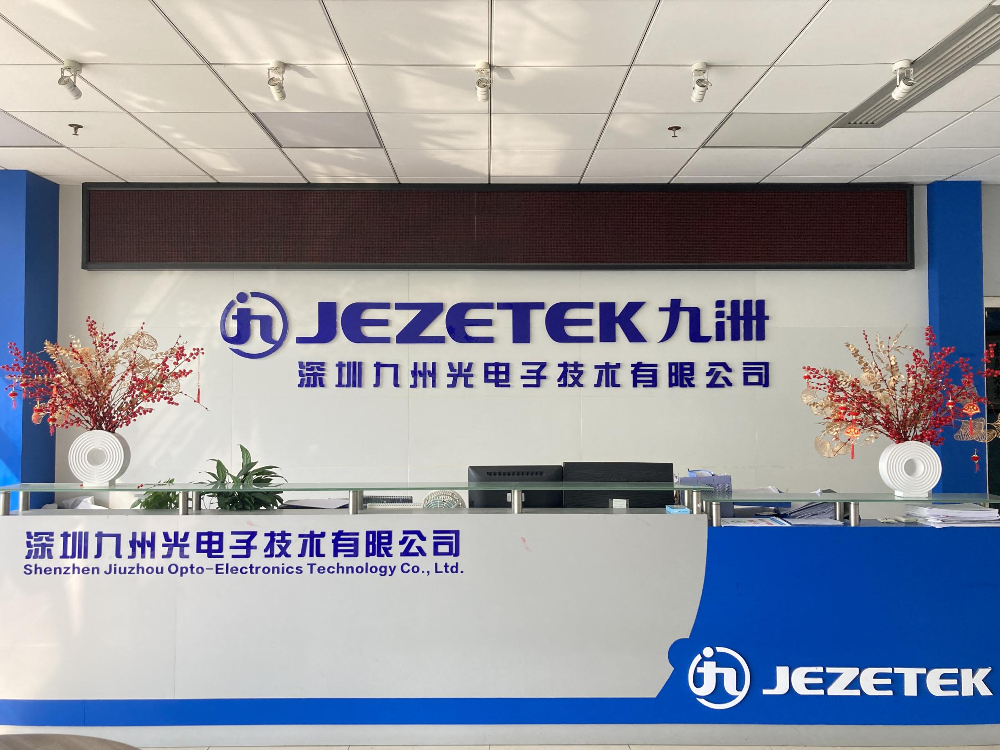 JEZETEK九洲
深圳九州光电子技术有限公司
深圳九州光电子技术有限公司
Shenzhen Jiuzhou Opto-Electronics Technology Co., Ltd.
JEZETEK